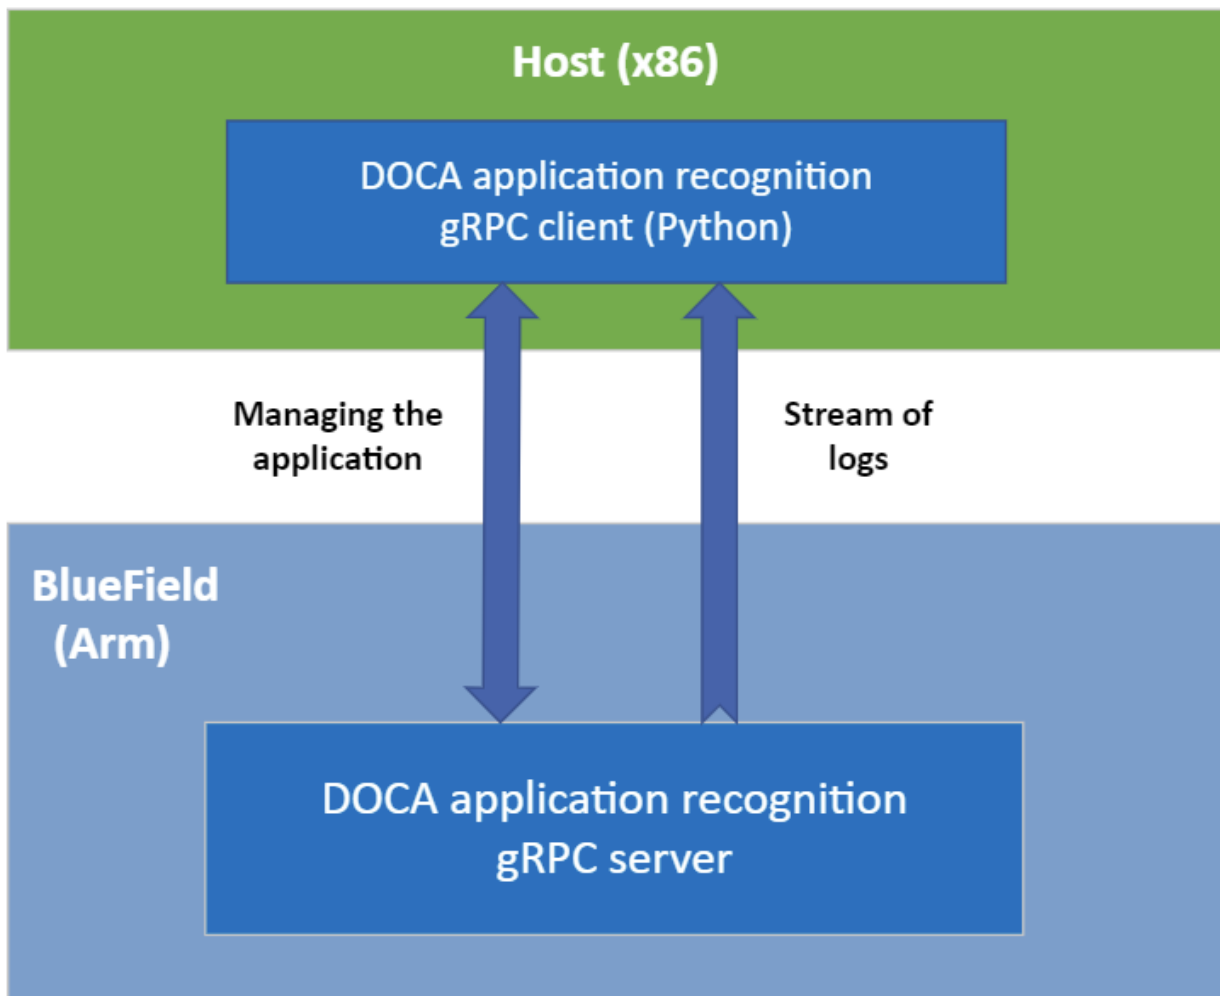 Host (x86)
DOCA application recognition
gRPC client (Python)
Managing the
application
Stream of
logs
BlueField
(Arm)
DOCA application recognition
gRPC server